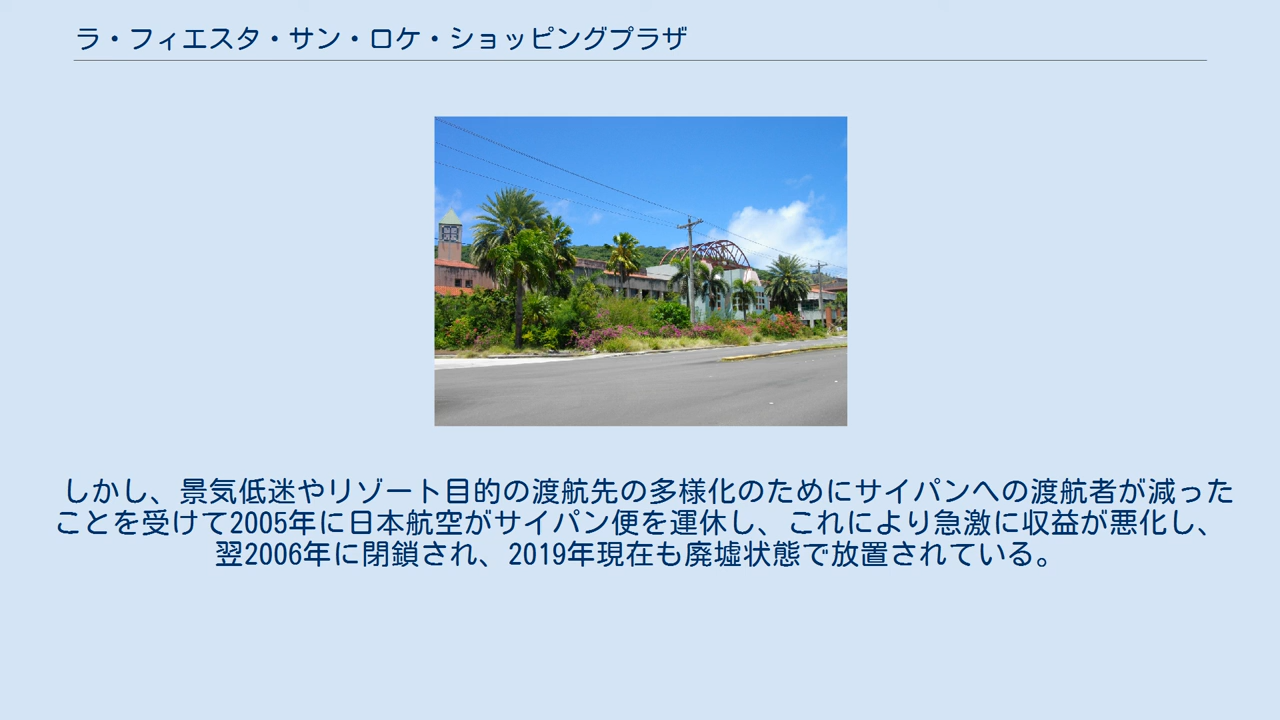 ラ・フィエスタ・サン・ロケ・ショッピングプラザ
しかし、景気低迷やリゾート目的の渡航先の多様化のためにサイパンへの渡航者が減った
ことを受けて2005年に日本航空がサイパン便を運休し、これにより急激に収益が悪化し、
翌2006年に閉鎖され、2019年現在も廃墟状態で放置されている。